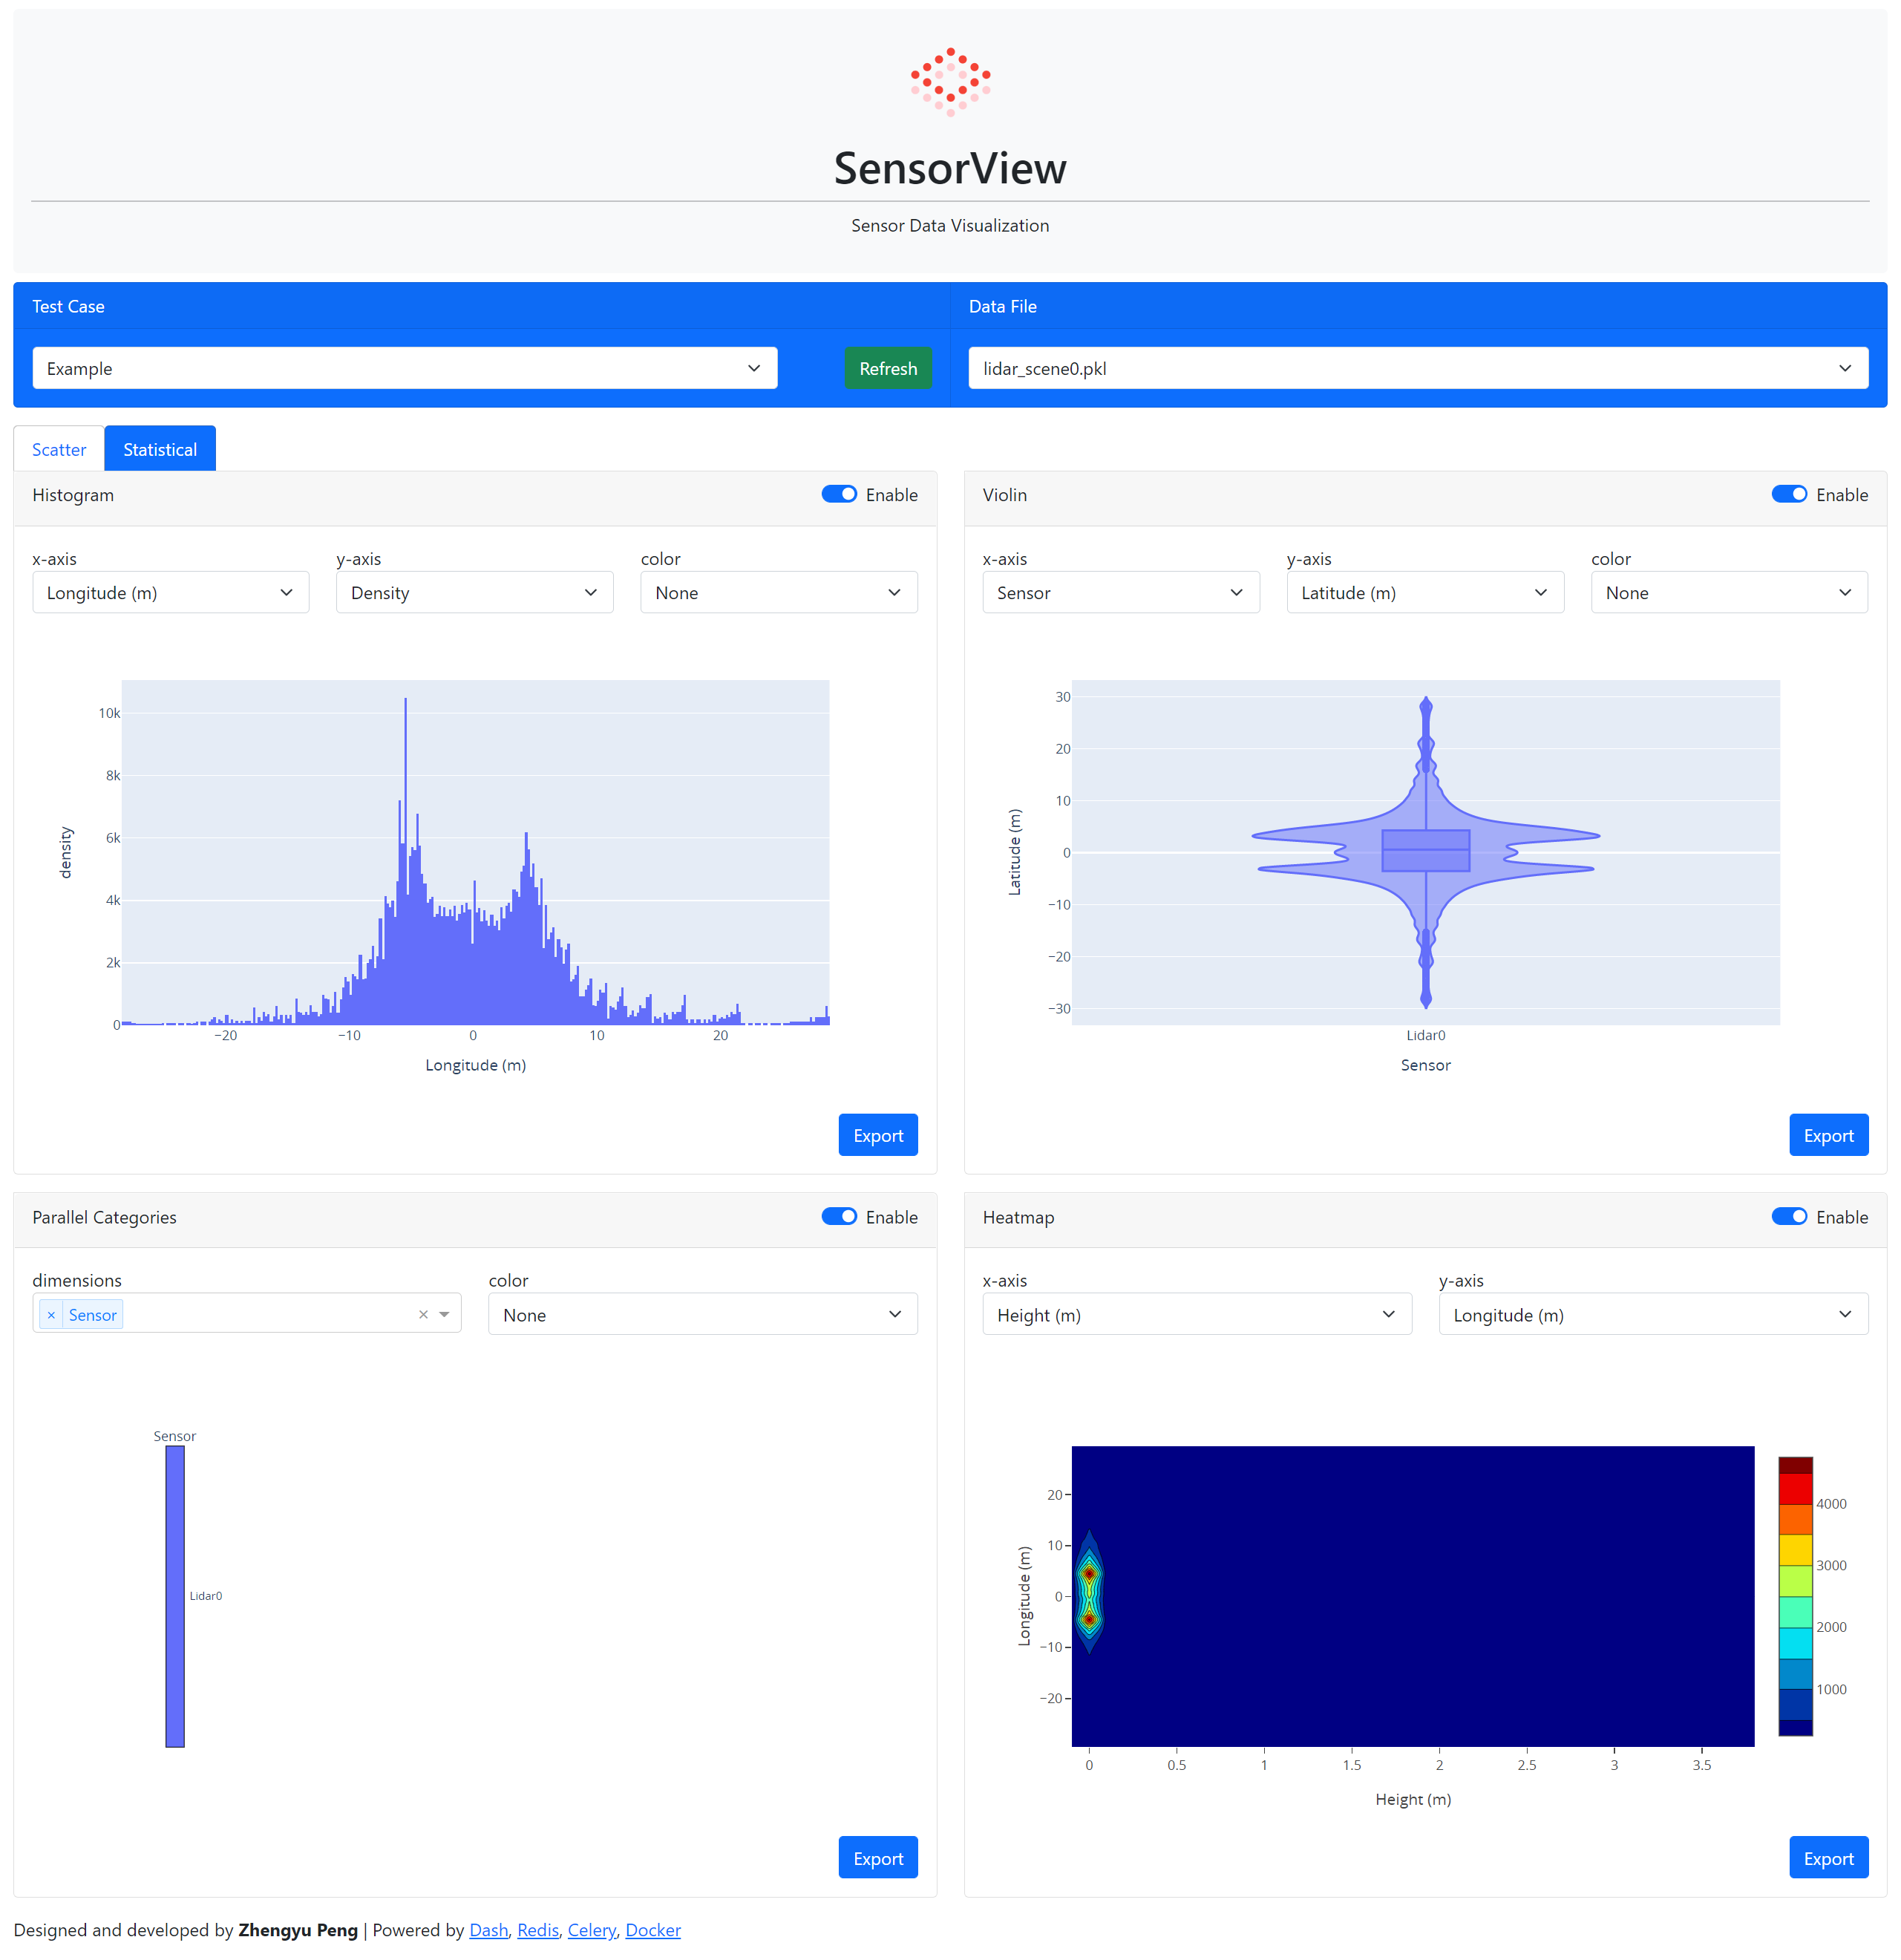 SensorView
Sensor Data Visualization
Test Case
Data File
Example
Refresh
lidar_scene0.pkl
Scatter
Statistical
Histogram
Enable
x-axis
y-axis
color
Longitude (m)
Density
None
10k
8k
6k
4k
2k
0
density
−20
−10
0
10
20
Longitude (m)
Export
Violin
Enable
x-axis
y-axis
color
Sensor
Latitude (m)
None
30
20
10
0
−10
−20
−30
Latitude (m)
Lidar0
Sensor
Export
Parallel Categories
Enable
dimensions
color
× Sensor
×
None
Sensor
Lidar0
Export
Heatmap
Enable
x-axis
y-axis
Height (m)
Longitude (m)
20
10
0
−10
−20
Longitude (m)
0
0.5
1
1.5
2
2.5
3
3.5
Height (m)
4000
3000
2000
1000
Export
Designed and developed by Zhengyu Peng | Powered by Dash, Redis, Celery, Docker